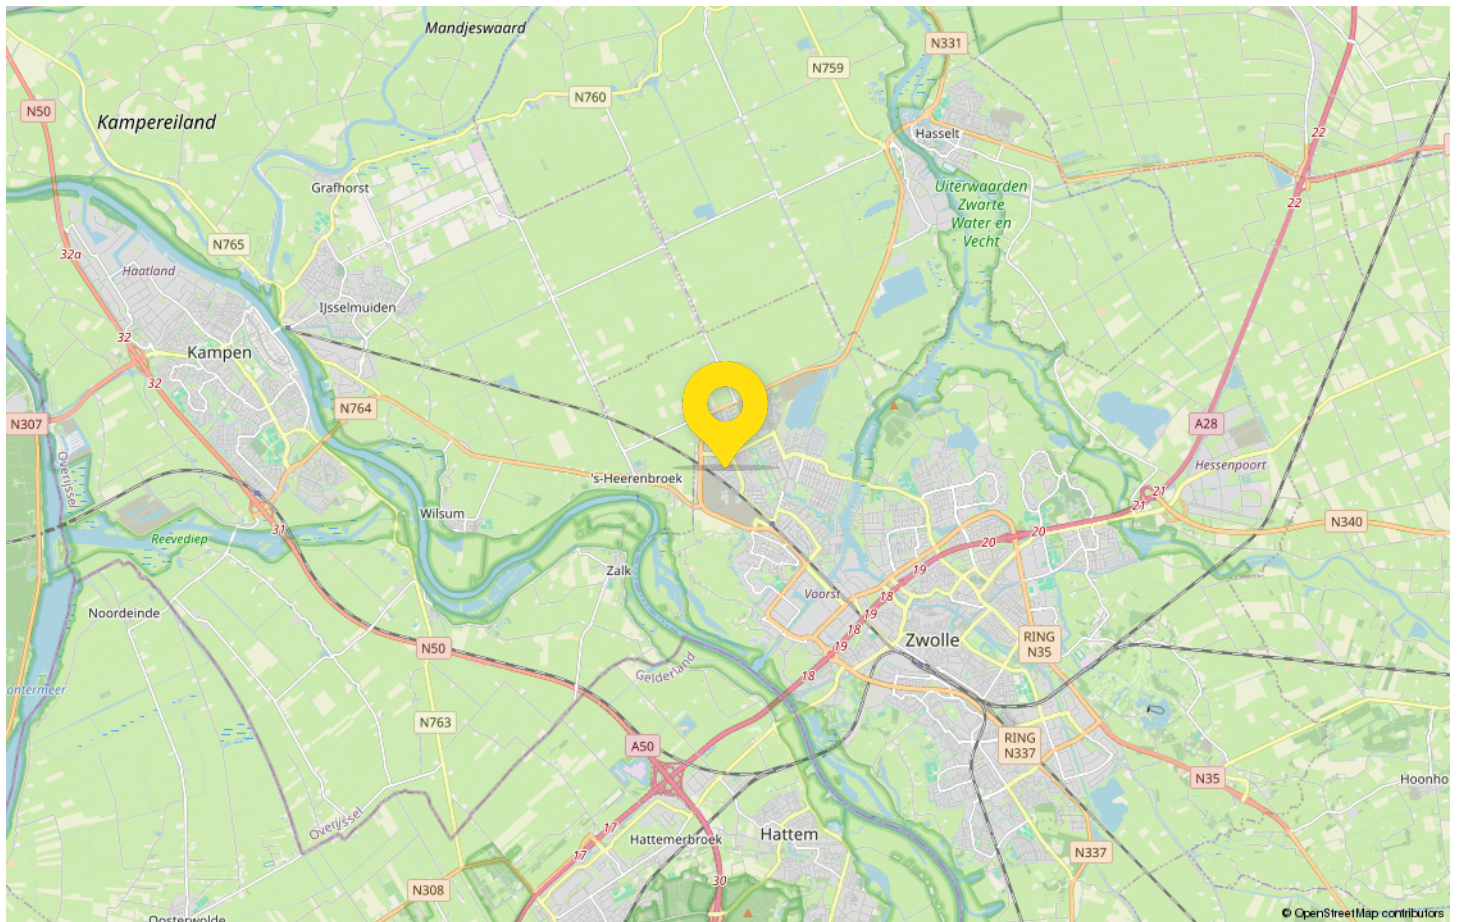 Mandjeswaard
N331
N759
N760
N50
Kampereiland
Hasselt
22
Grafhorst
Uiterwaarden
Zwarte
Water en
Vecht
22
N765
32a
Haatland
IJsselmuiden
32
Kampen
32
N764
N307
A28
Overijssel
Hessenpoort
's-Heerenbroek
21
21
Wilsum
N340
31
20
Reevediep
20
Zalk
19
Voorst
18
Noordeinde
19
18
Zwolle
RING
N35
N50
19
Gelderland
18
ontermeer
N763
A50
RING
N337
N35
Hoonho
Overijssel
17
Hattem
Hattemerbroek
17
N337
30
N308
Oosterwolde
© OpenStreetMap contributors